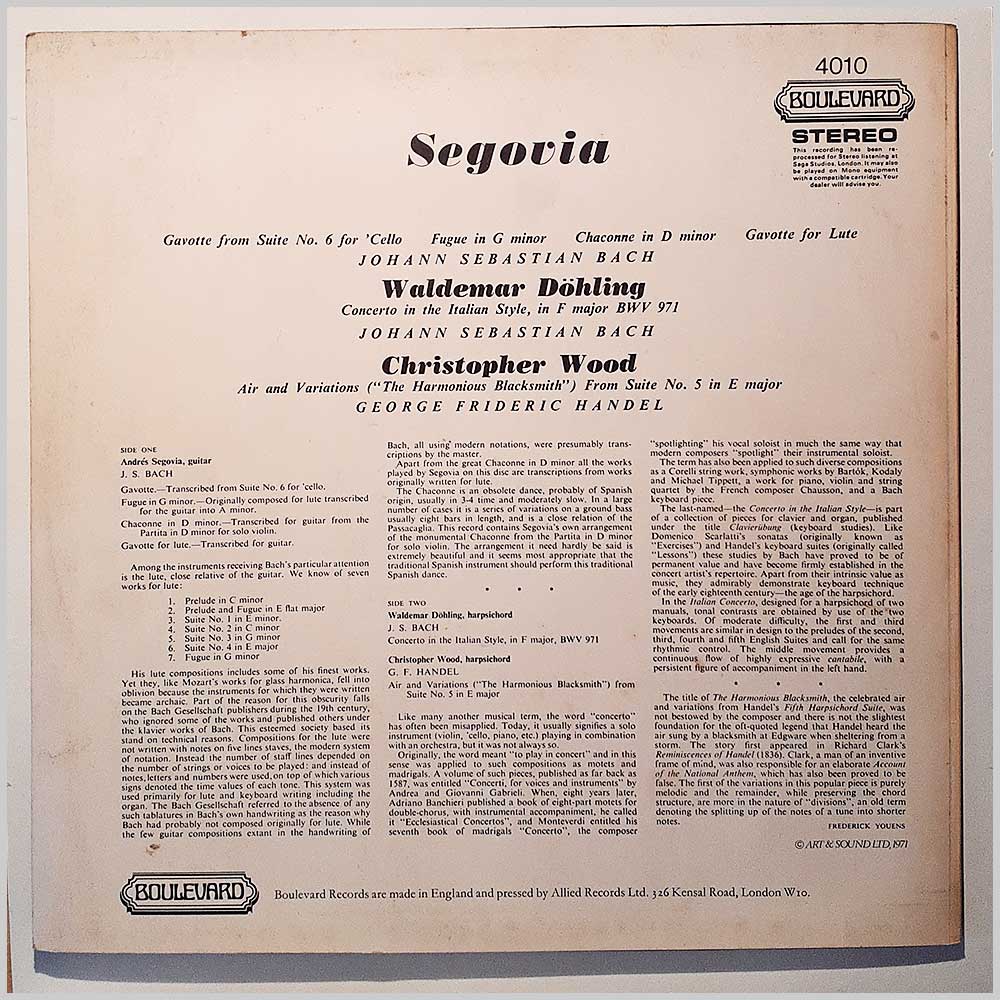 4010
BOULEVARD
STEREO
This recording has been re-
processed for Stereo listening at
Saga Studios, London. It may also
be played on Mono equipment
with a compatible cartridge. Your
dealer will advise you.
Segovia
Gavotte from Suite No. 6 for 'Cello Fugue in G minor Chaconne in D minor Gavotte for Lute
JOHANN SEBASTIAN BACH
Waldemar Döhling
Concerto in the Italian Style, in F major BWV 971
JOHANN SEBASTIAN BACH
Christopher Wood
Air and Variations ("The Harmonious Blacksmith") From Suite No. 5 in E major
GEORGE FRIDERIC HANDEL
SIDE ONE
Andrés Segovia, guitar
J. S. BACH
Gavotte.—Transcribed from Suite No. 6 for 'cello.
Fugue in G minor.—Originally composed for lute transcribed
for the guitar into A minor.
Chaconne in D minor.—Transcribed for guitar from the
Partita in D minor for solo violin.
Gavotte for lute.—Transcribed for guitar.
Among the instruments receiving Bach's particular attention
is the lute, close relative of the guitar. We know of seven
works for lute:
1. Prelude in C minor
2. Prelude and Fugue in E flat major
3. Suite No. 1 in E minor.
4. Suite No. 2 in C minor
5. Suite No. 3 in G minor
6. Suite No. 4 in E major
7. Fugue in G minor
His lute compositions includes some of his finest works.
Yet they, like Mozart's works for glass harmonica, fell into
oblivion because the instruments for which they were written
became archaic. Part of the reason for this obscurity falls
on the Bach Gesellschaft publishers during the 19th century,
who ignored some of the works and published others under
the klavier works of Bach. This esteemed society based its
stand on technical reasons. Compositions for the lute were
not written with notes on five lines staves, the modern system
of notation. Instead the number of staff lines depended on
the number of strings or voices to be played: and instead of
notes, letters and numbers were used, on top of which various
signs denoted the time values of each tone. This system was
used primarily for lute and keyboard writing including the
organ. The Bach Gesellschaft referred to the absence of any
such tablatures in Bach's own handwriting as the reason why
Bach had probably not composed originally for lute. While
the few guitar compositions extant in the handwriting of
Bach, all using modern notations, were presumably trans-
criptions by the master.
Apart from the great Chaconne in D minor all the works
played by Segovia on this disc are transcriptions from works
originally written for lute.
The Chaconne is an obsolete dance, probably of Spanish
origin, usually in 3-4 time and moderately slow. In a large
number of cases it is a series of variations on a ground bass
usually eight bars in length, and is a close relation of the
Passacaglia. This record contains Segovia's own arrangement
of the monumental Chaconne from the Partita in D minor
for solo violin. The arrangement it need hardly be said is
extremely beautiful and it seems most appropriate that the
traditional Spanish instrument should perform this traditional
Spanish dance.
SIDE TWO
Waldemar Döhling, harpsichord
J. S. BACH
Concerto in the Italian Style, in F major, BWV 971
Christopher Wood, harpsichord
G. F. HANDEL
Air and Variations ("The Harmonious Blacksmith") from
Suite No. 5 in E major
Like many another musical term, the word "concerto"
has often been misapplied. Today, it usually signifies a solo
instrument (violin, 'cello, piano, etc.) playing in combination
with an orchestra, but it was not always so.
Originally, the word meant "to play in concert" and in this
sense was applied to such compositions as motets and
madrigals. A volume of such pieces, published as far back as
1587, was entitled "Concerti, for voices and instruments" by
Andrea and Giovanni Gabrieli. When, eight years later,
Adriano Banchieri published a book of eight-part motets for
double-chorus, with instrumental accompaniment, he called
it "Ecclesiastical Concertos", and Monteverdi entitled his
seventh book of madrigals "Concerto", the composer
"spotlighting" his vocal soloist in much the same way that
modern composers "spotlight" their instrumental soloist.
The term has also been applied to such diverse compositions
as a Corelli string work, symphonic works by Bartók, Kodaly
and Michael Tippett, a work for piano, violin and string
quartet by the French composer Chausson, and a Bach
keyboard piece.
The last-named—the Concerto in the Italian Style—is part
of a collection of pieces for clavier and organ, published
under the title Clavierübung (keyboard studies). Like
Domenico Scarlatti's sonatas (originally known as
"Exercises") and Handel's keyboard suites (originally called
"Lessons") these studies by Bach have proved to be of
permanent value and have become firmly established in the
concert artist's repertoire. Apart from their intrinsic value as
music, they admirably demonstrate keyboard technique
of the early eighteenth century—the age of the harpsichord.
In the Italian Concerto, designed for a harpsichord of two
manuals, tonal contrasts are obtained by use of the two
keyboards. Of moderate difficulty, the first and third
movements are similar in design to the preludes of the second,
third, fourth and fifth English Suites and call for the same
rhythmic control. The middle movement provides a
continuous flow of highly expressive cantabile, with a
persistent figure of accompaniment in the left hand.
The title of The Harmonious Blacksmith, the celebrated air
and variations from Handel's Fifth Harpsichord Suite, was
not bestowed by the composer and there is not the slightest
foundation for the oft-quoted legend that Handel heard the
air sung by a blacksmith at Edgware when sheltering from a
storm. The story first appeared in Richard Clark's
Reminiscences of Handel (1836). Clark, a man of an inventive
frame of mind, was also responsible for an elaborate Account
of the National Anthem, which has also been proved to be
false. The first of the variations in this popular piece is purely
melodic and the remainder, while preserving the chord
structure, are more in the nature of "divisions", an old term
denoting the splitting up of the notes of a tune into shorter
notes.
FREDERICK YOUENS
© ART & SOUND LTD, 1971
BOULEVARD
Boulevard Records are made in England and pressed by Allied Records Ltd. 326 Kensal Road, London W10.